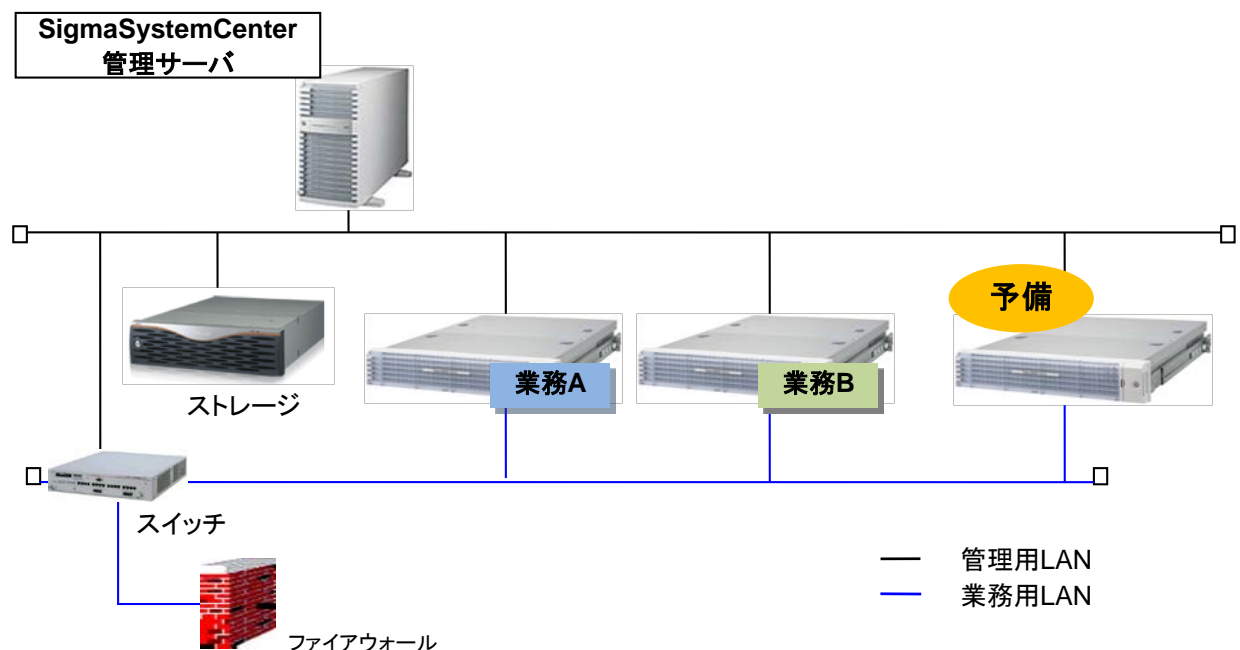 SigmaSystemCenter
管理サーバ
予備
業務A
業務B
ストレージ
スイッチ
管理用LAN
業務用LAN
ファイアウォール